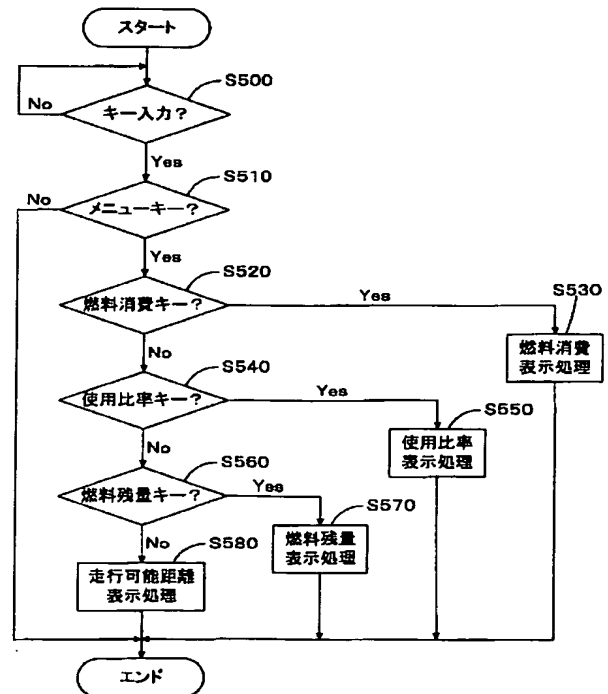 スタート
S500
No
キー入力？
Yes
S510
No
メニューキー？
Yes
S520
燃料消費キー？
Yes
S530
燃料消費
表示処理
No
S540
使用比率キー？
Yes
S550
使用比率
表示処理
No
S560
燃料残量キー？
Yes
S570
燃料残量
表示処理
No
S580
走行可能距離
表示処理
エンド